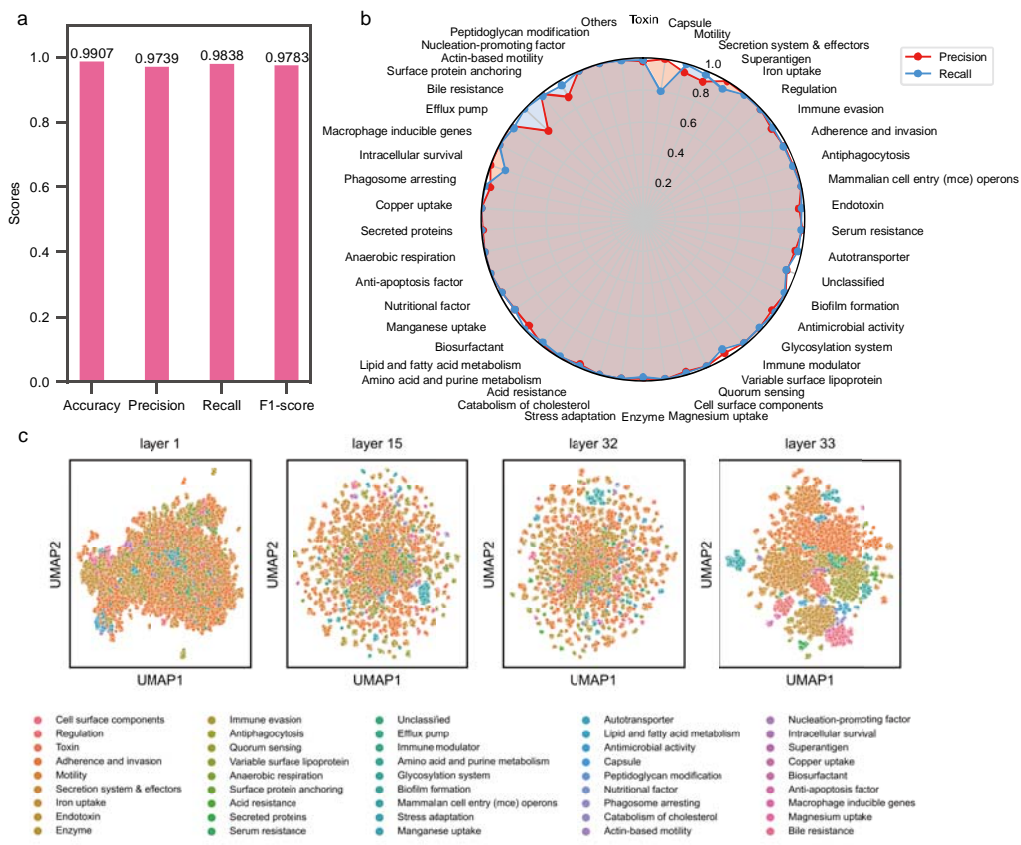 a
1.0
0.8
0.6
0.4
0.2
0.0
Scores
0.9907
0.9739
0.9838
0.9783
Accuracy
Precision
Recall
F1-score
b
Others
Toxin
Capsule
Motility
Secretion system & effectors
Superantigen
Iron uptake
Regulation
Immune evasion
Adherence and invasion
Antiphagocytosis
Mammalian cell entry (mce) operons
Endotoxin
Serum resistance
Autotransporter
Unclassified
Biofilm formation
Antimicrobial activity
Glycosylation system
Immune modulator
Variable surface lipoprotein
Quorum sensing
Cell surface components
Magnesium uptake
Enzyme
Stress adaptation
Catabolism of cholesterol
Acid resistance
Amino acid and purine metabolism
Lipid and fatty acid metabolism
Biosurfactant
Manganese uptake
Nutritional factor
Anti-apoptosis factor
Anaerobic respiration
Secreted proteins
Copper uptake
Phagosome arresting
Intracellular survival
Macrophage inducible genes
Efflux pump
Bile resistance
Surface protein anchoring
Actin-based motility
Nucleation-promoting factor
Peptidoglycan modification
1.0
0.8
0.6
0.4
0.2
Precision
Recall
c
layer 1
layer 15
layer 32
layer 33
UMAP2
UMAP2
UMAP2
UMAP2
UMAP1
UMAP1
UMAP1
UMAP1
Cell surface components
Regulation
Toxin
Adherence and invasion
Motility
Secretion system & effectors
Iron uptake
Endotoxin
Enzyme
Immune evasion
Antiphagocytosis
Quorum sensing
Variable surface lipoprotein
Anaerobic respiration
Surface protein anchoring
Acid resistance
Secreted proteins
Serum resistance
Unclassified
Efflux pump
Immune modulator
Amino acid and purine metabolism
Glycosylation system
Biofilm formation
Mammalian cell entry (mce) operons
Stress adaptation
Manganese uptake
Autotransporter
Lipid and fatty acid metabolism
Antimicrobial activity
Capsule
Peptidoglycan modification
Nutritional factor
Phagosome arresting
Catabolism of cholesterol
Actin-based motility
Nucleation-promoting factor
Intracellular survival
Superantigen
Copper uptake
Biosurfactant
Anti-apoptosis factor
Macrophage inducible genes
Magnesium uptake
Bile resistance